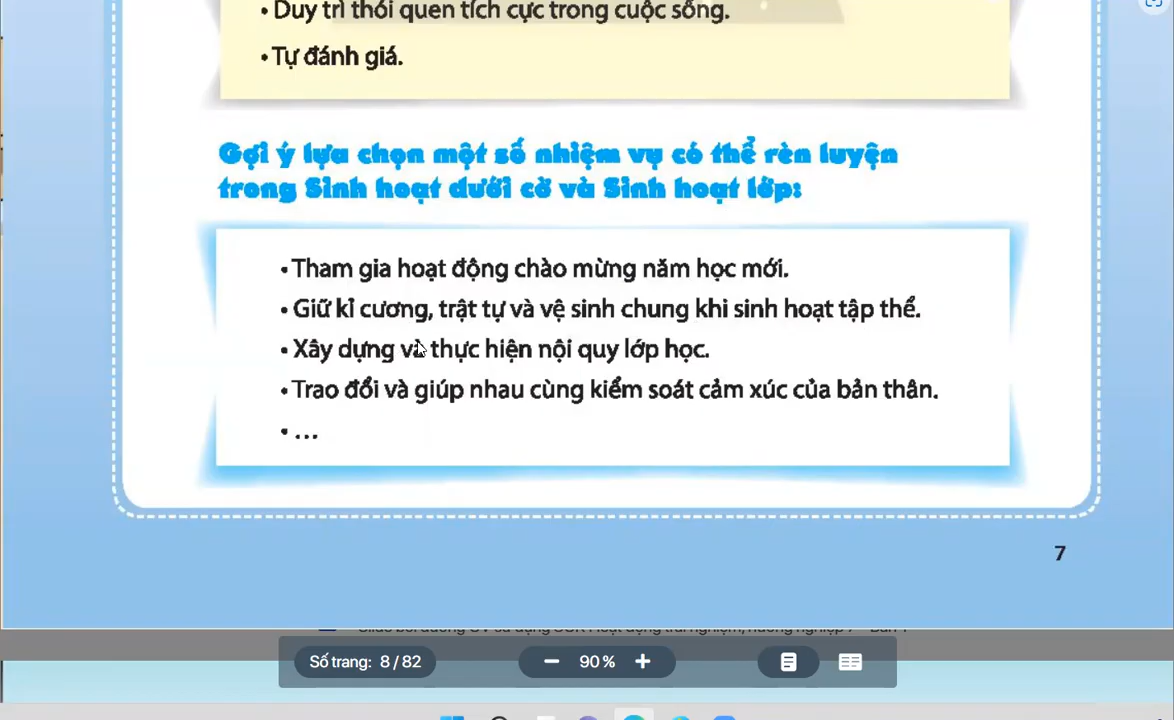 • Duy trì thói quen tích cực trong cuộc sống.
• Tự đánh giá.
Gợi ý lựa chọn một số nhiệm vụ có thể rèn luyện
trong Sinh hoạt dưới cờ và Sinh hoạt lớp:
• Tham gia hoạt động chào mừng năm học mới.
• Giữ kỉ cương, trật tự và vệ sinh chung khi sinh hoạt tập thể.
• Xây dựng và thực hiện nội quy lớp học.
• Trao đổi và giúp nhau cùng kiểm soát cảm xúc của bản thân.
• ...
7
Số trang: 8 / 82
90 %